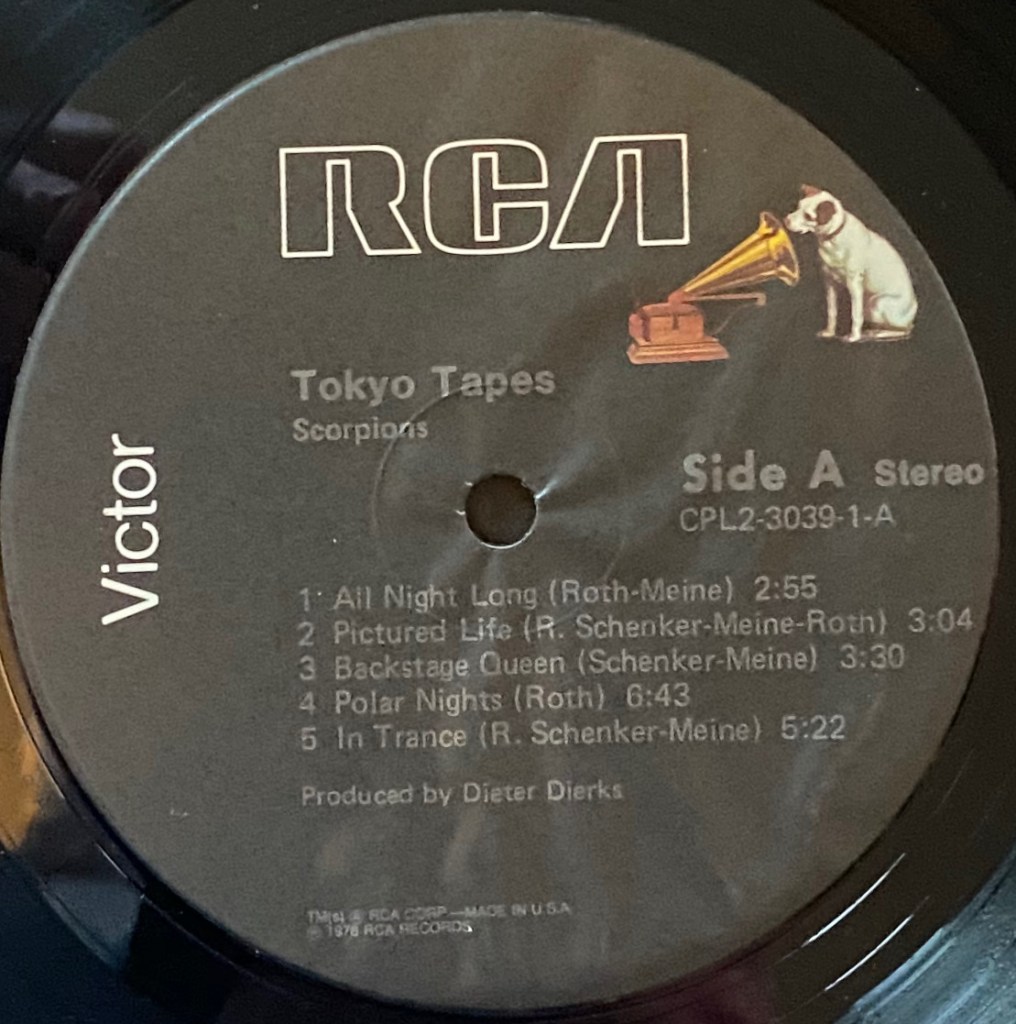 RCA
Victor
Tokyo Tapes
Scorpions
Side A Stereo
CPL2-3039-1-A
1 All Night Long (Roth-Meine) 2:55
2 Pictured Life (R. Schenker-Meine-Roth) 3:04
3 Backstage Queen (Schenker-Meine) 3:30
4 Polar Nights (Roth) 6:43
5 In Trance (R. Schenker-Meine) 5:22
Produced by Dieter Dierks
TM(s) ® RCA CORP—MADE IN U.S.A.
℗ 1978 RCA RECORDS